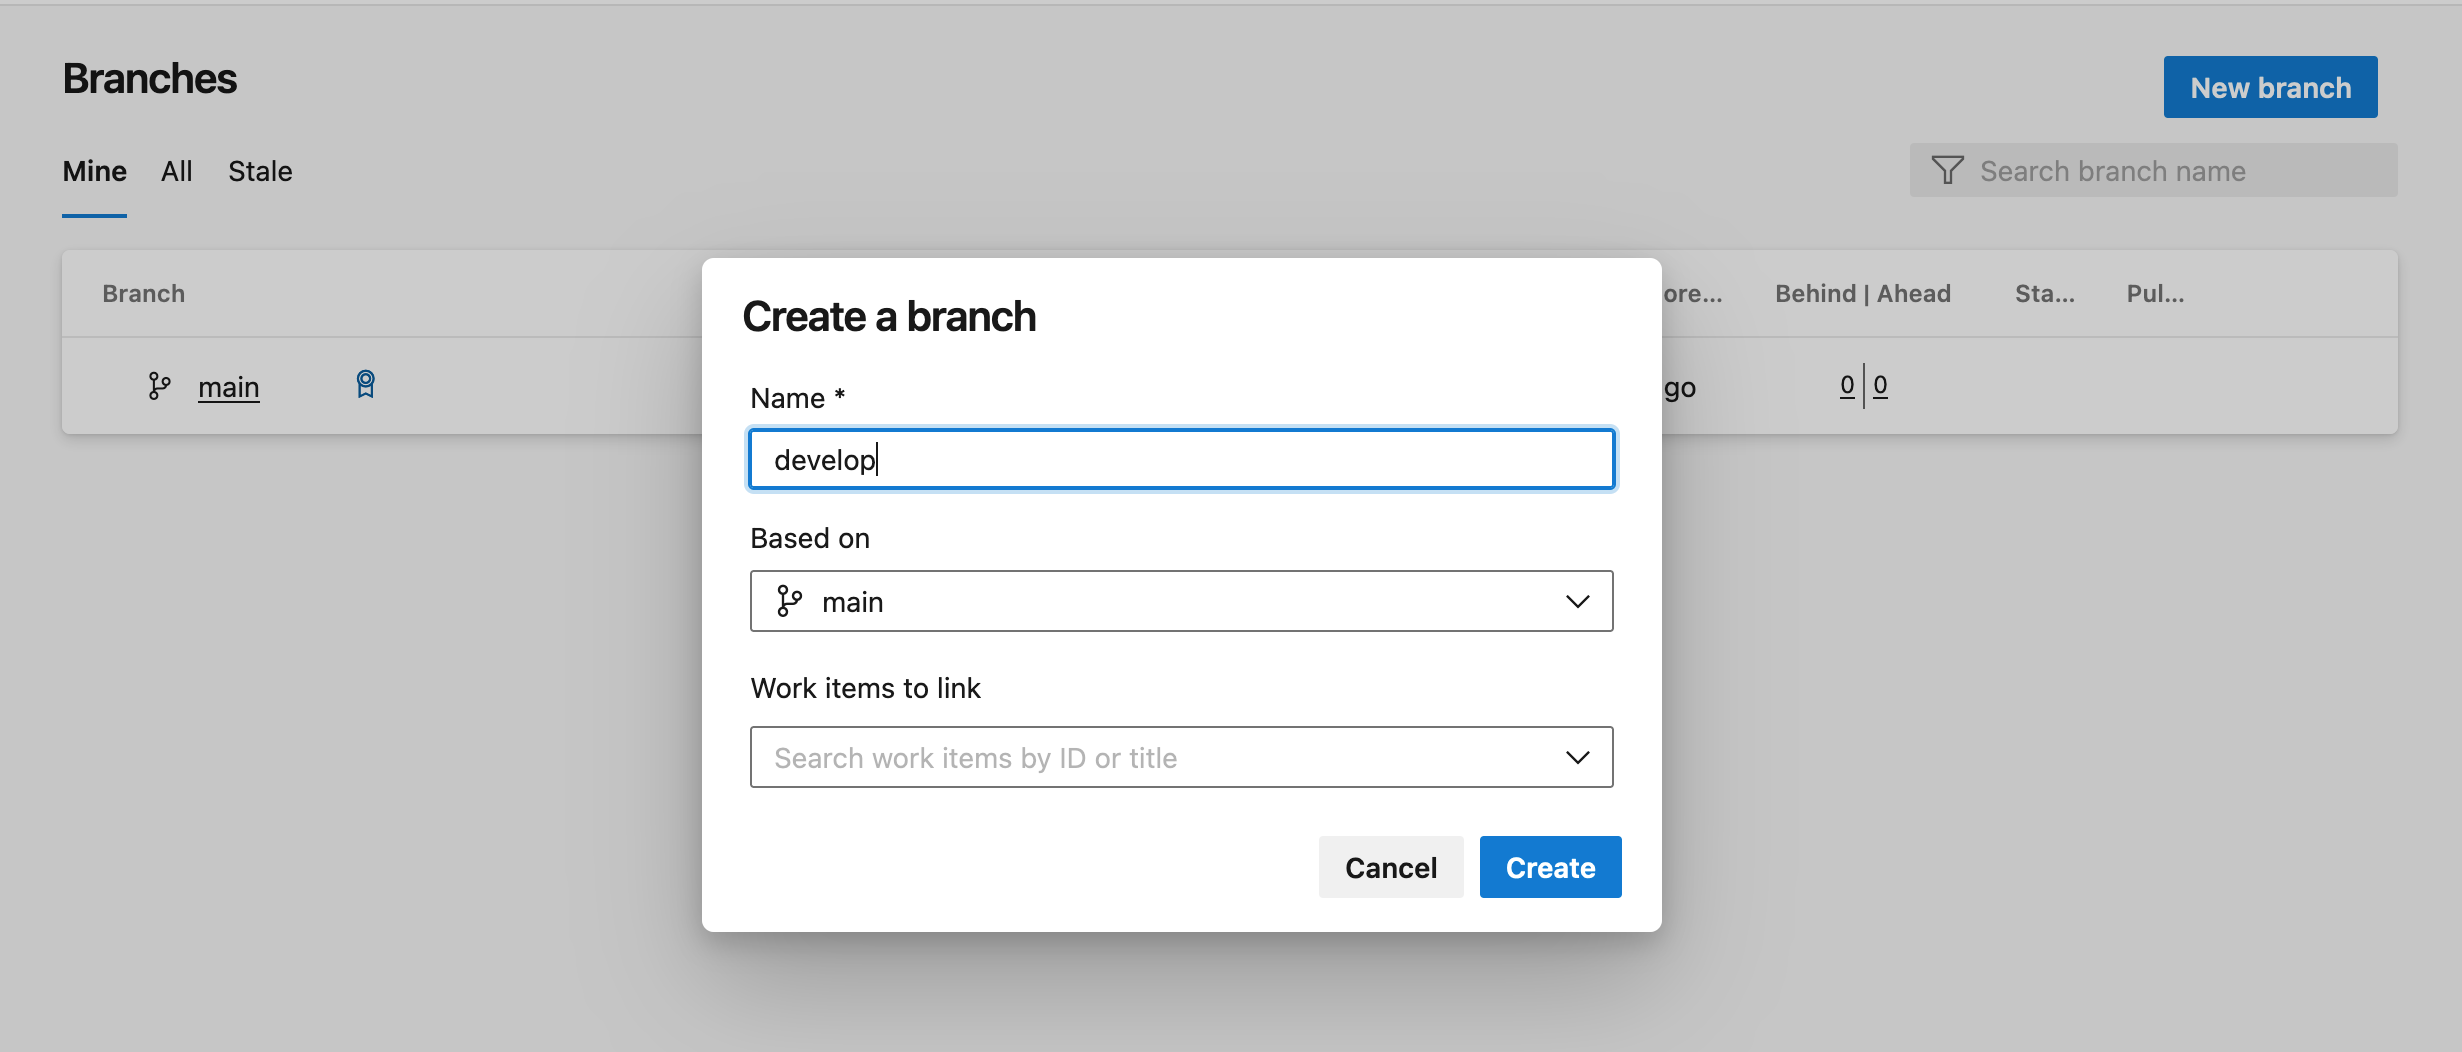 Branches
New branch
Mine All Stale
Search branch name
Branch ore... Behind | Ahead Sta... Pul...
main go 0 0
Create a branch
Name *
develop
Based on
main
Work items to link
Search work items by ID or title
Cancel Create